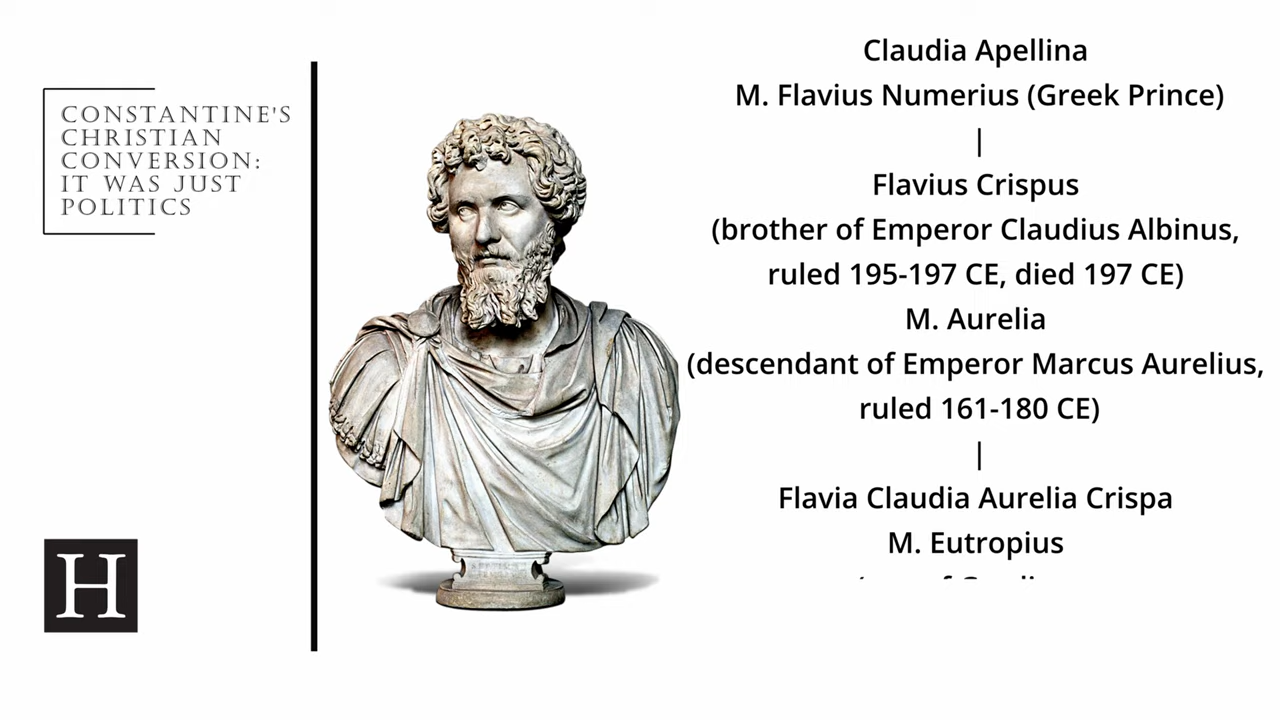 CONSTANTINE'S
CHRISTIAN
CONVERSION:
IT WAS JUST
POLITICS
H
Claudia Apellina
M. Flavius Numerius (Greek Prince)
|
Flavius Crispus
(brother of Emperor Claudius Albinus,
ruled 195-197 CE, died 197 CE)
M. Aurelia
(descendant of Emperor Marcus Aurelius,
ruled 161-180 CE)
|
Flavia Claudia Aurelia Crispa
M. Eutropius